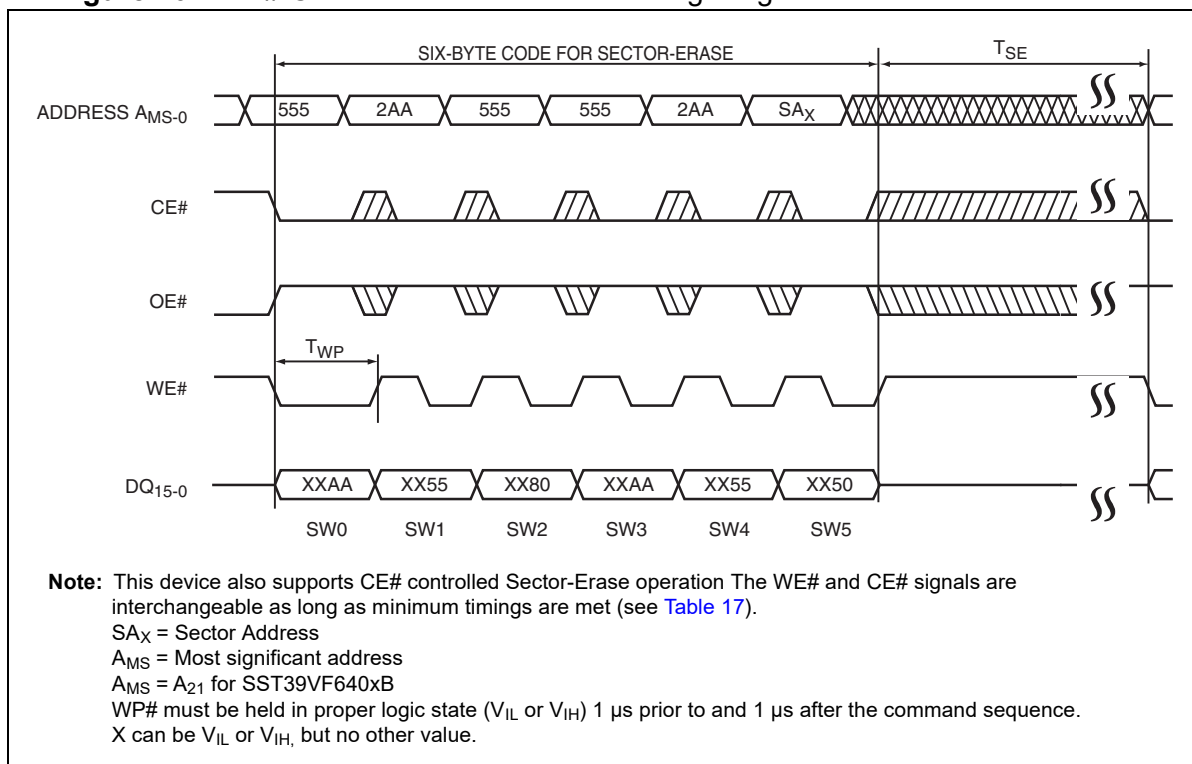 SIX-BYTE CODE FOR SECTOR-ERASE TSE
ADDRESS AMS-0 555 2AA 555 555 2AA SAX
CE#
OE#
TWP
WE#
DQ15-0 XXAA XX55 XX80 XXAA XX55 XX50
SW0 SW1 SW2 SW3 SW4 SW5
Note: This device also supports CE# controlled Sector-Erase operation The WE# and CE# signals are
interchangeable as long as minimum timings are met (see Table 17).
SAX = Sector Address
AMS = Most significant address
AMS = A21 for SST39VF640xB
WP# must be held in proper logic state (VIL or VIH) 1 µs prior to and 1 µs after the command sequence.
X can be VIL or VIH, but no other value.